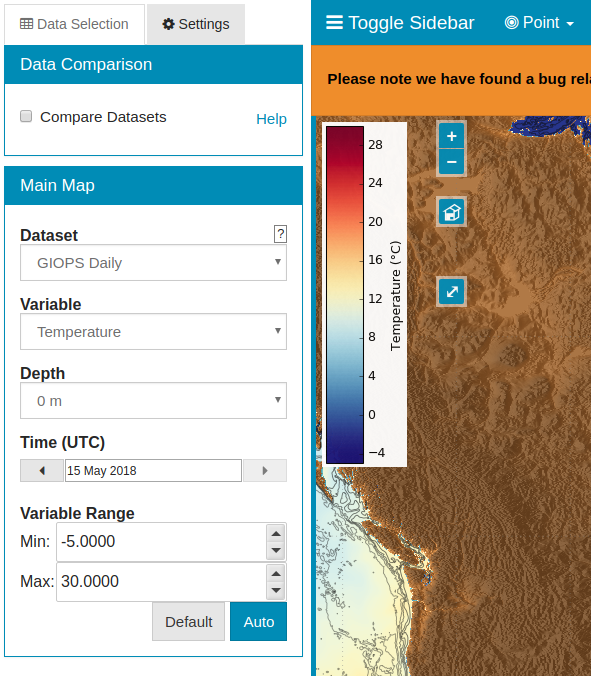 Data Selection
Settings
Toggle Sidebar
Point
Data Comparison
Please note we have found a bug
Compare Datasets
Help
Main Map
Dataset
?
GIOPS Daily
Variable
Temperature
Depth
0 m
Time (UTC)
15 May 2018
Variable Range
Min: -5.0000
Max: 30.0000
Default
Auto
28
24
20
16
12
8
4
0
−4
Temperature (°C)
+
−